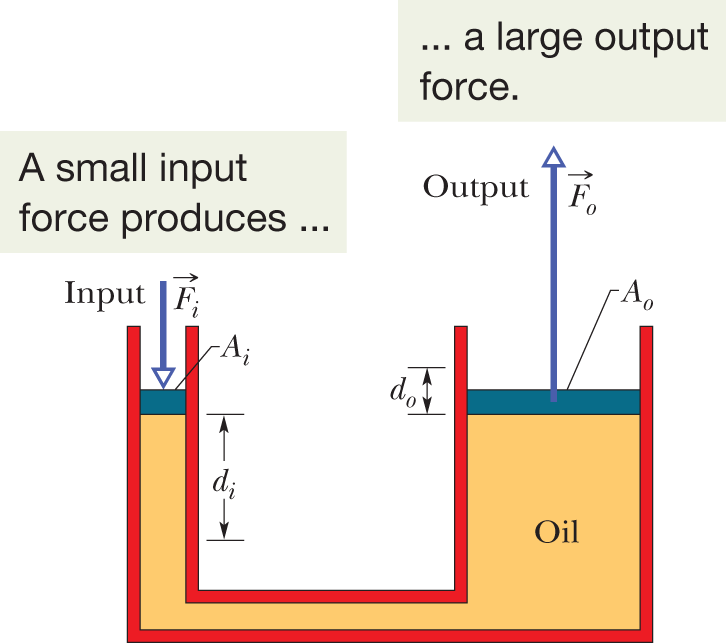 ... a large output
force.
A small input
force produces ...
Output
F⃗o
Input
F⃗i
Ao
Ai
do
di
Oil